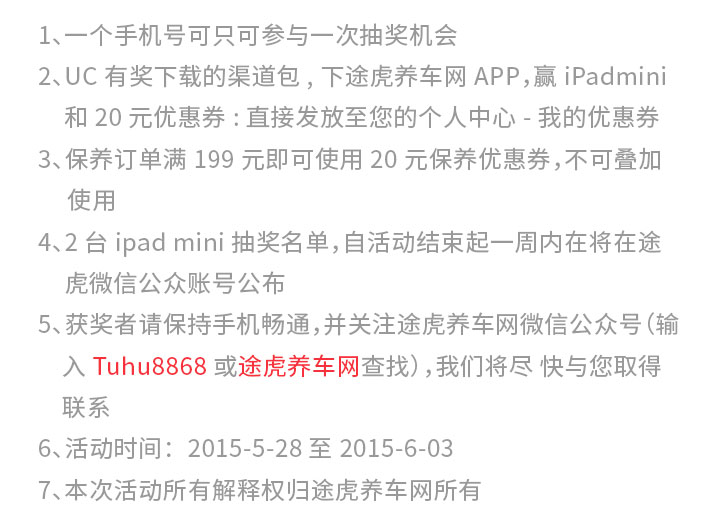 1、一个手机号可只可参与一次抽奖机会
2、UC 有奖下载的渠道包 , 下途虎养车网 APP，赢 iPadmini
和 20 元优惠券 : 直接发放至您的个人中心 - 我的优惠券
3、保养订单满 199 元即可使用 20 元保养优惠券，不可叠加
使用
4、2 台 ipad mini 抽奖名单，自活动结束起一周内在将在途
虎微信公众账号公布
5、获奖者请保持手机畅通，并关注途虎养车网微信公众号（输
入 Tuhu8868 或途虎养车网查找），我们将尽 快与您取得
联系
6、活动时间： 2015-5-28 至 2015-6-03
7、本次活动所有解释权归途虎养车网所有